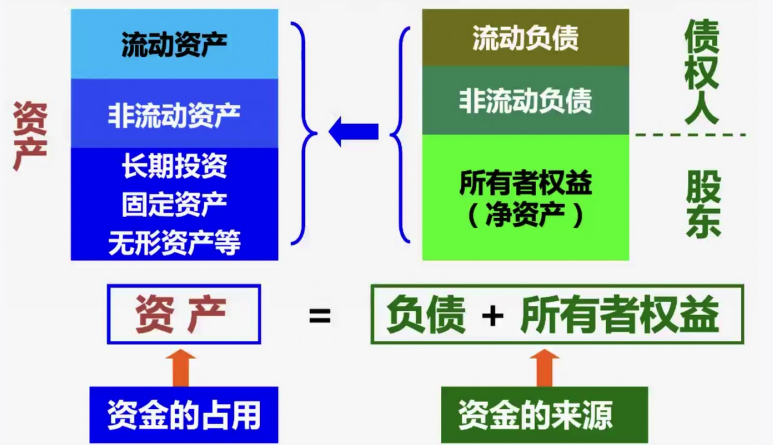 资产
流动资产
非流动资产
长期投资
固定资产
无形资产等
流动负债
非流动负债
所有者权益
（净资产）
债权人
股东
资产 = 负债 + 所有者权益
资金的占用
资金的来源